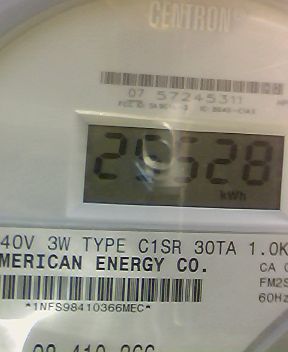 CENTRON
07 57245311
29528
kWh
40V 3W TYPE C1SR 30TA 1.0K
MERICAN ENERGY CO.
CA 0
FM2S
60Hz
*1NFS98410366MEC*